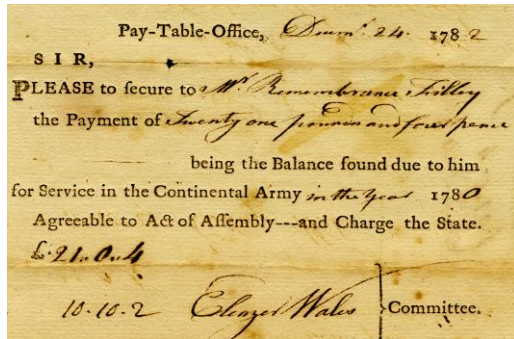 Pay-Table-Office, Decemr. 24. 1782
SIR,
PLEASE to ſecure to Mr Remembrance Filley
the Payment of Twenty one pounds and four pence
being the Balance found due to him
for Service in the Continental Army in the Year 1780
Agreeable to Act of Aſſembly---and Charge the State.
£.21.0.4
10.10.2 Eleazer Wales } Committee.